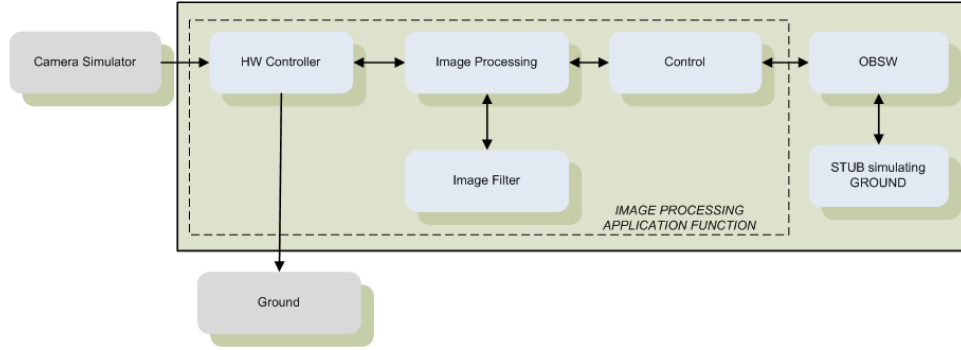 Camera Simulator
HW Controller
Image Processing
Control
OBSW
Image Filter
STUB simulating
GROUND
IMAGE PROCESSING
APPLICATION FUNCTION
Ground